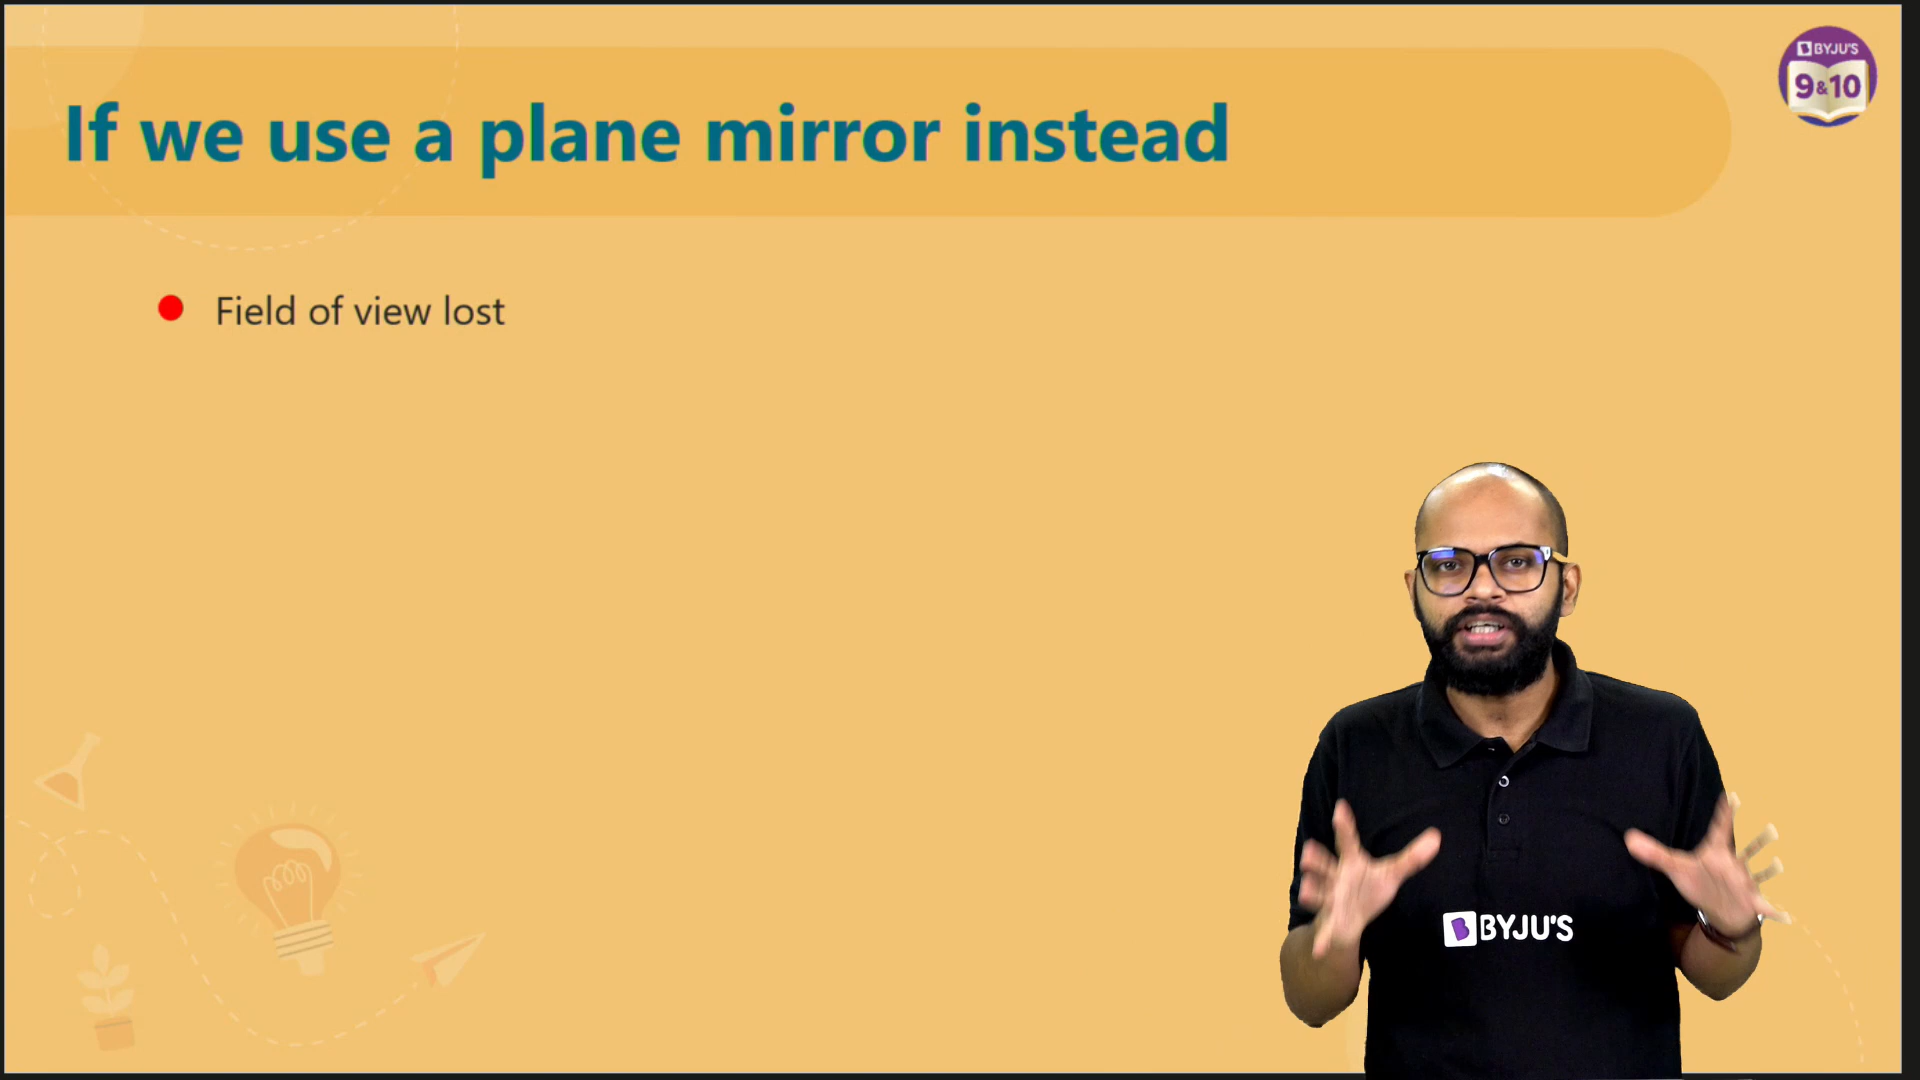 BYJU'S
9&10
If we use a plane mirror instead
Field of view lost
BYJU'S